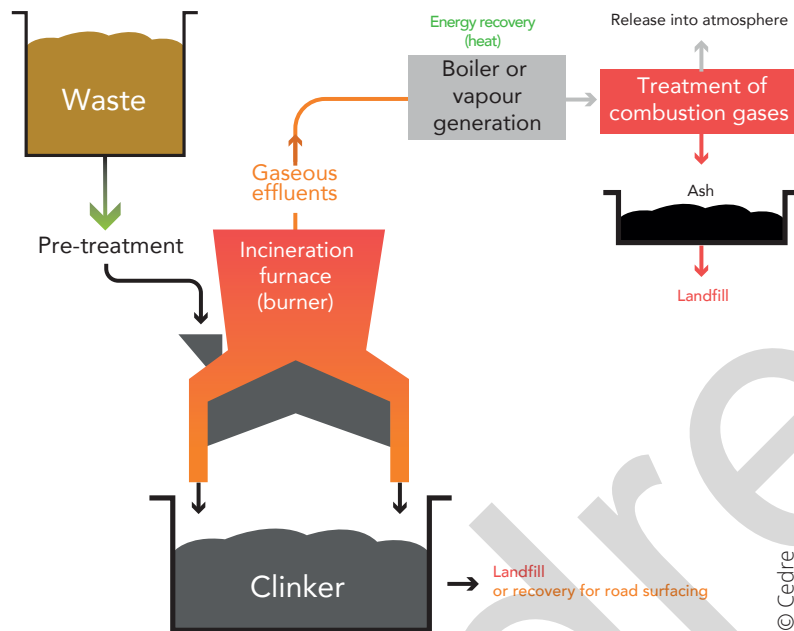 Waste
Pre-treatment
Gaseous
effluents
Incineration
furnace
(burner)
Energy recovery
(heat)
Boiler or
vapour
generation
Release into atmosphere
Treatment of
combustion gases
Ash
Landfill
Clinker
Landfill
or recovery for road surfacing
© Cedre
dre